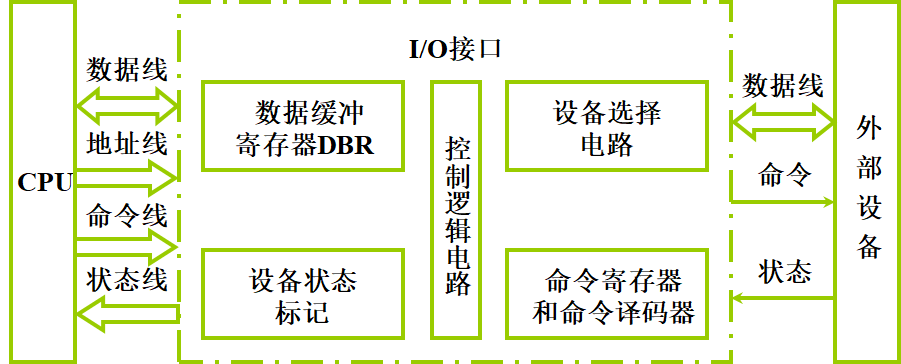 CPU
数据线
地址线
命令线
状态线
I/O接口
数据缓冲
寄存器DBR
设备状态
标记
控制逻辑电路
设备选择
电路
命令寄存器
和命令译码器
数据线
命令
状态
外部设备